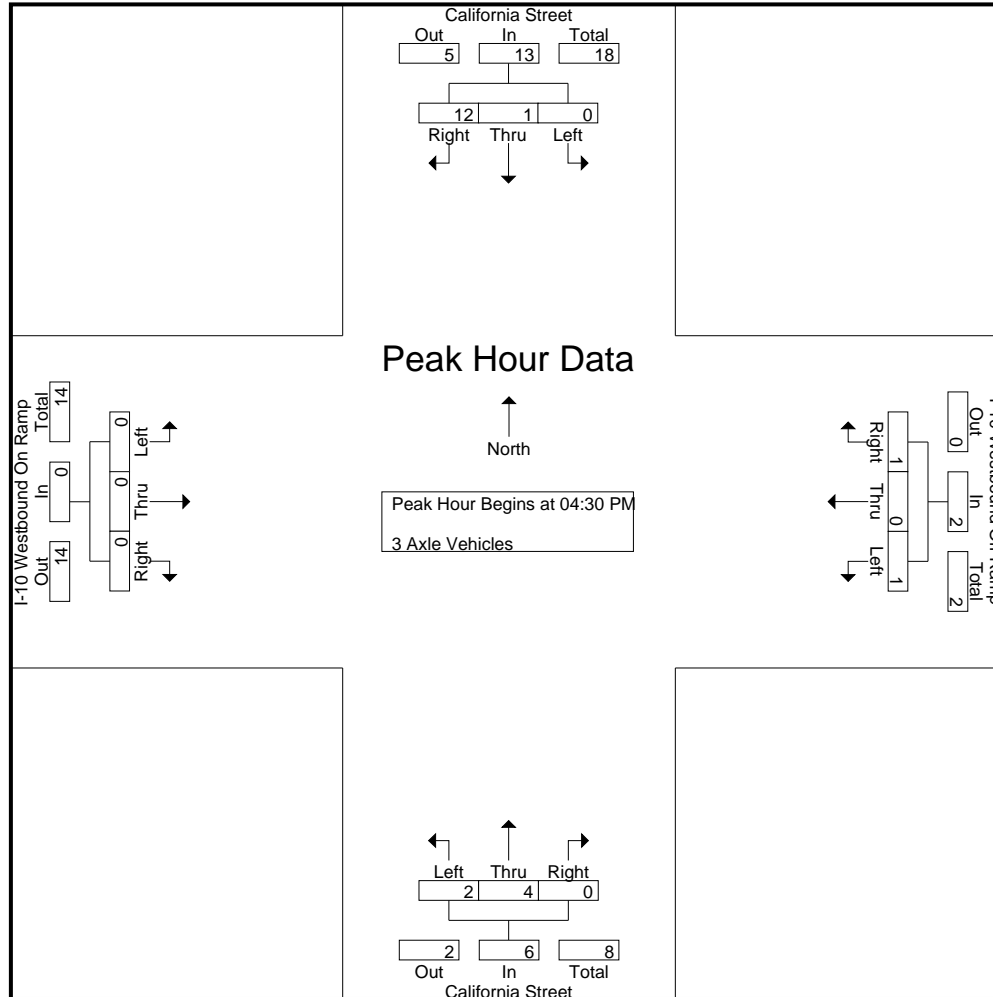 California Street
Out In Total
5 13 18
12 1 0
Right Thru Left
Peak Hour Data
North
Peak Hour Begins at 04:30 PM
3 Axle Vehicles
I-10 Westbound On Ramp
Total In Out
14 0 14
0 0 0
Left Thru Right
Westbound Off Ramp
Out In Total
0 2 2
1 0 1
Right Thru Left
Left Thru Right
2 4 0
2 6 8
Out In Total
California Street